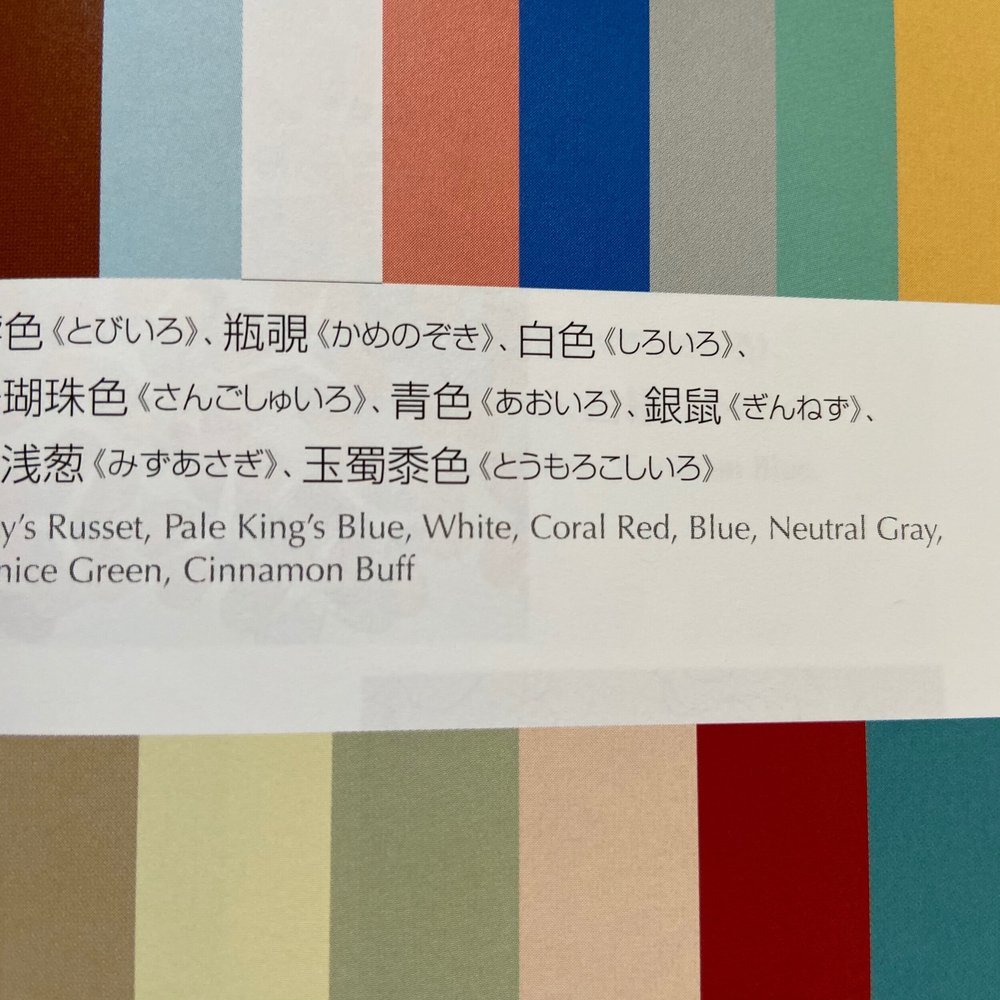 色《とびいろ》、瓶覗《かめのぞき》、白色《しろいろ》、
瑚珠色《さんごしゅいろ》、青色《あおいろ》、銀鼠《ぎんねず》、
浅葱《みずあさぎ》、玉蜀黍色《とうもろこしいろ》
y's Russet, Pale King's Blue, White, Coral Red, Blue, Neutral Gray,
nice Green, Cinnamon Buff